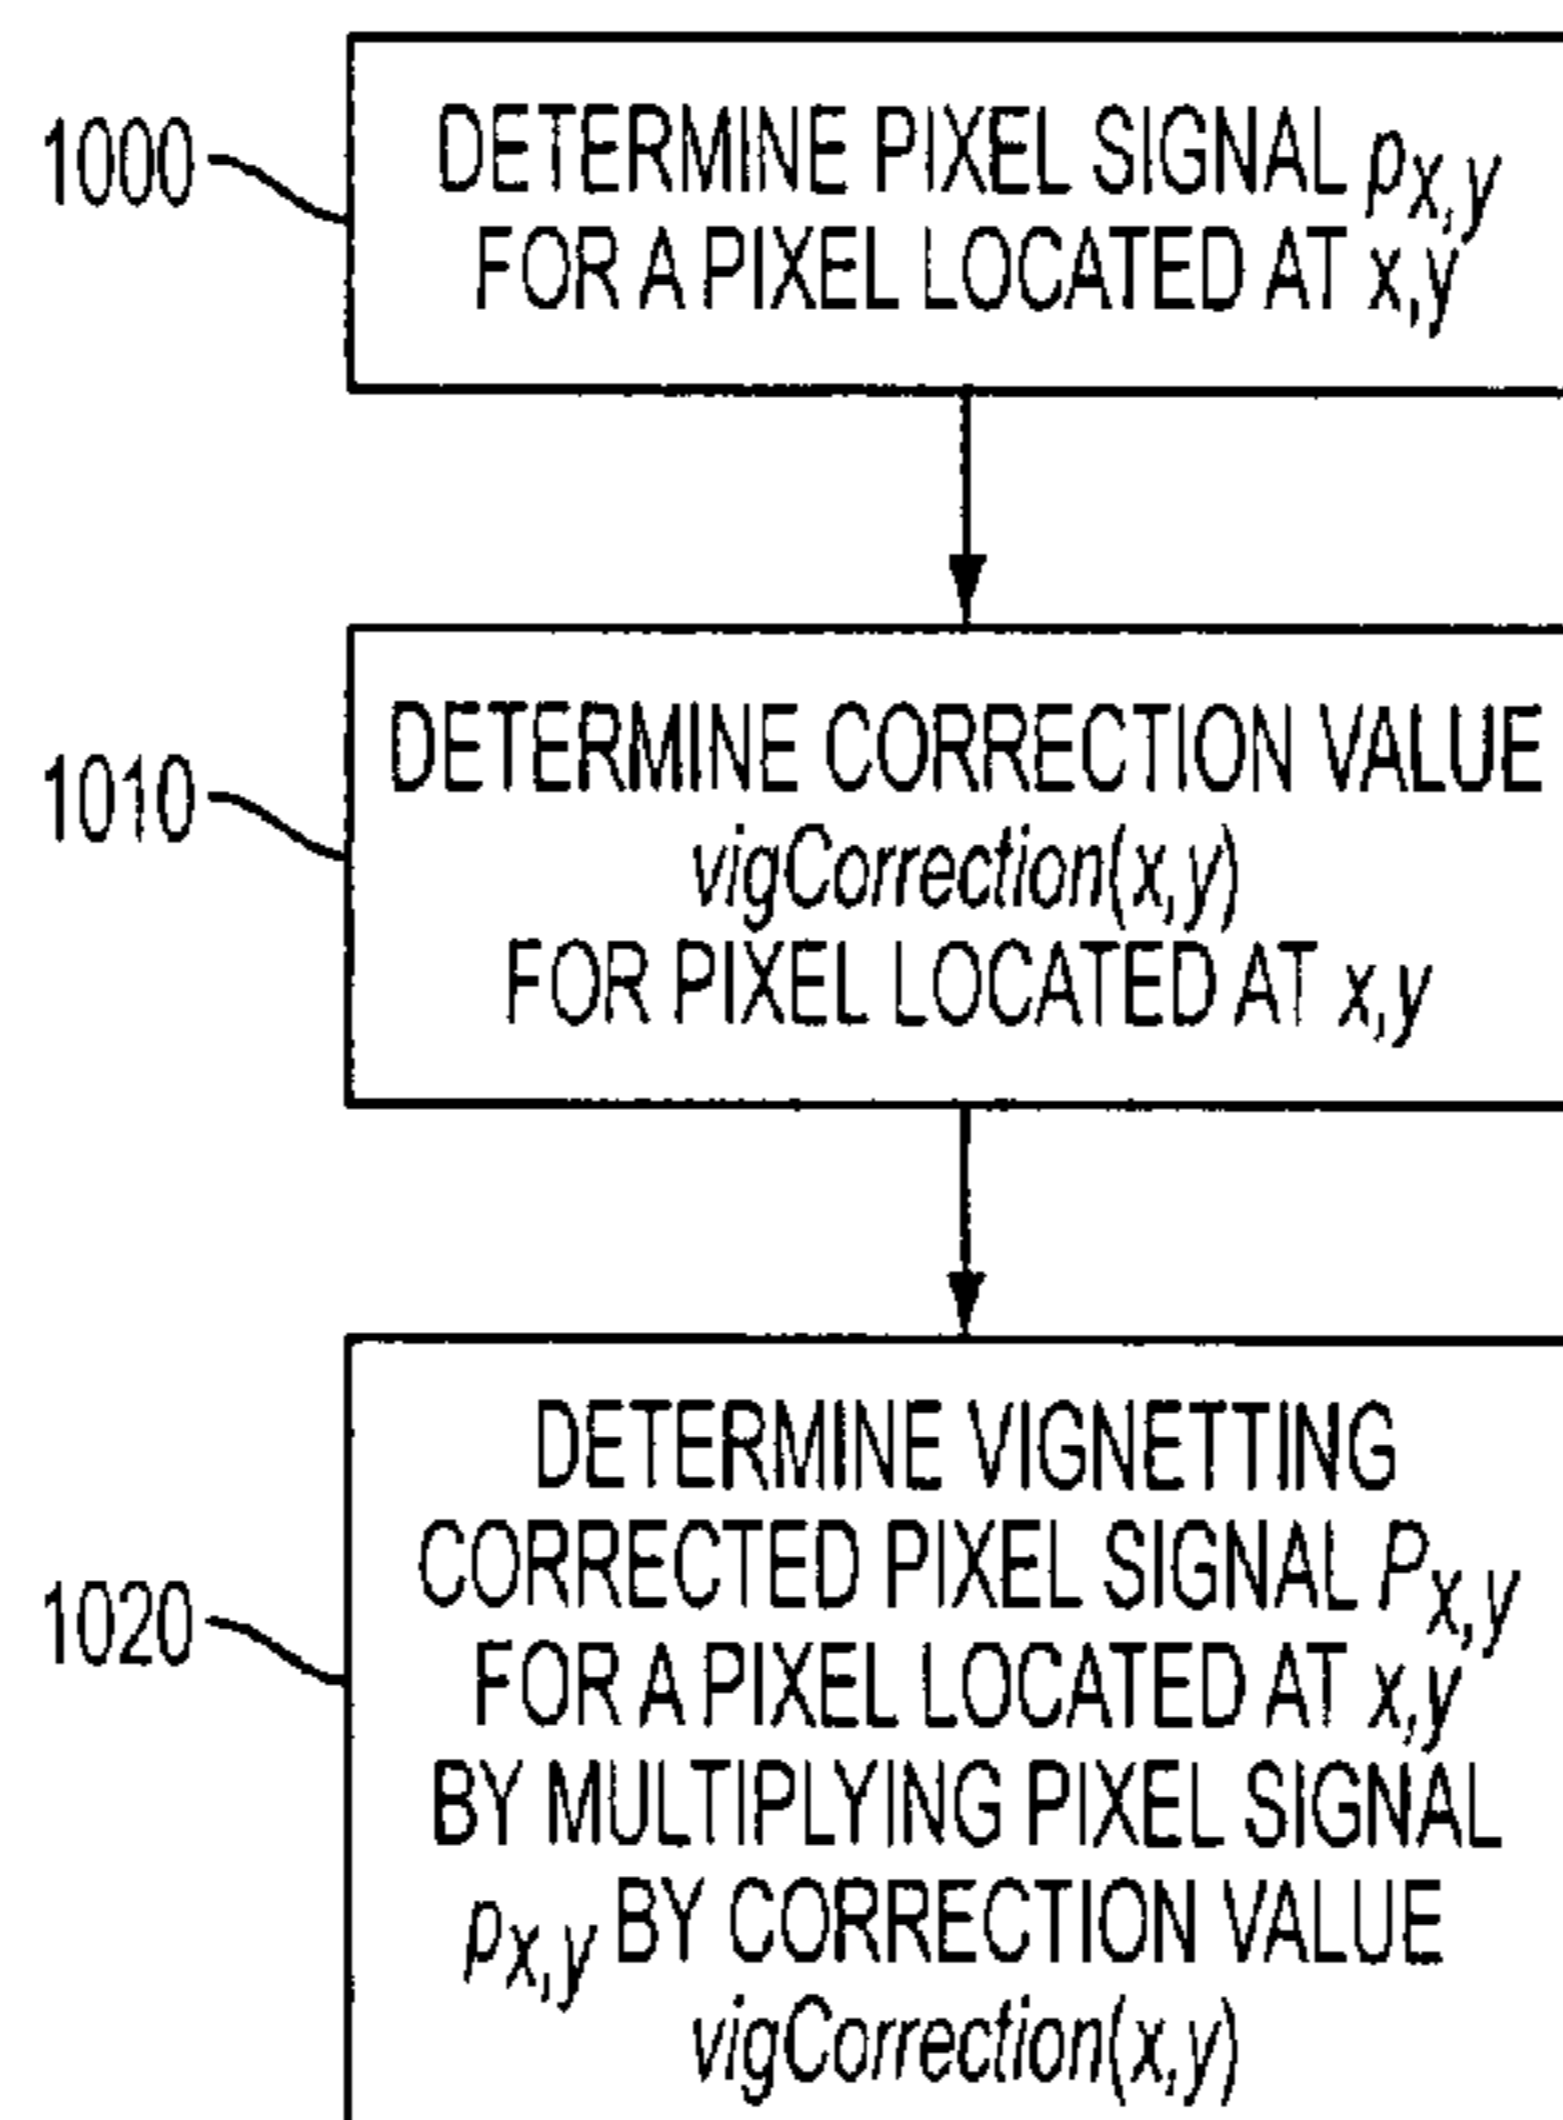 1000
DETERMINE PIXEL SIGNAL px,y
FOR A PIXEL LOCATED AT x,y
1010
DETERMINE CORRECTION VALUE
vigCorrection(x,y)
FOR PIXEL LOCATED AT x,y
1020
DETERMINE VIGNETTING
CORRECTED PIXEL SIGNAL Px,y
FOR A PIXEL LOCATED AT x,y
BY MULTIPLYING PIXEL SIGNAL
px,y BY CORRECTION VALUE
vigCorrection(x,y)